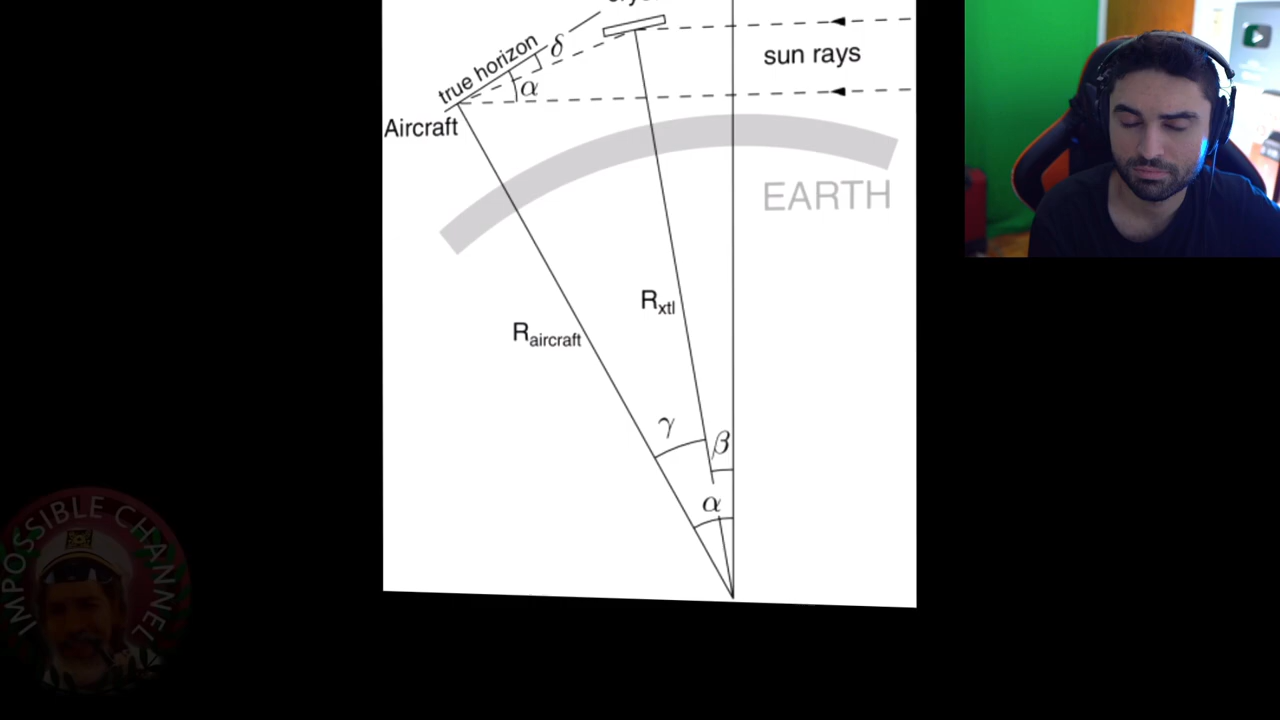 true horizon
δ
α
sun rays
Aircraft
EARTH
R_xtl
R_aircraft
γ
β
α
IMPOSSIBLE CHANNEL